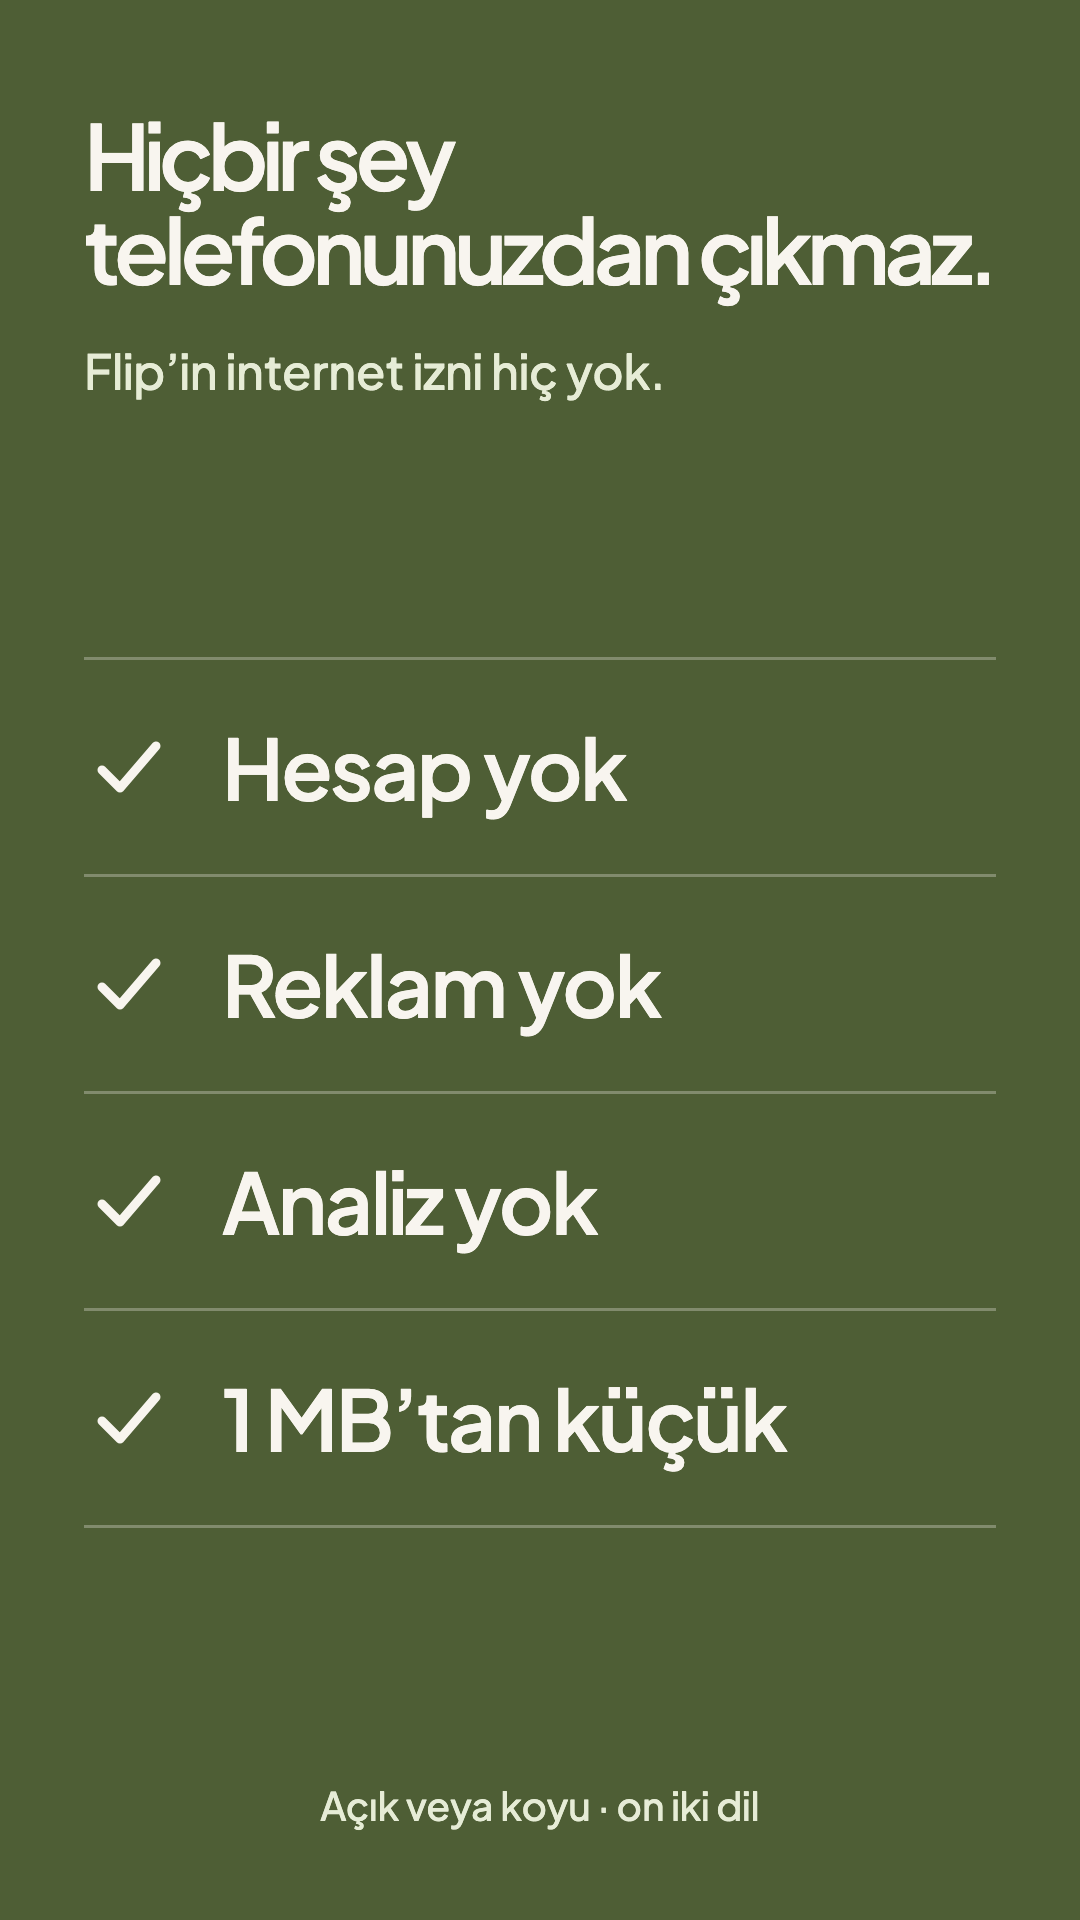 Hiçbir şey
telefonunuzdan çıkmaz.
Flip’in internet izni hiç yok.
Hesap yok
Reklam yok
Analiz yok
1 MB’tan küçük
Açık veya koyu · on iki dil